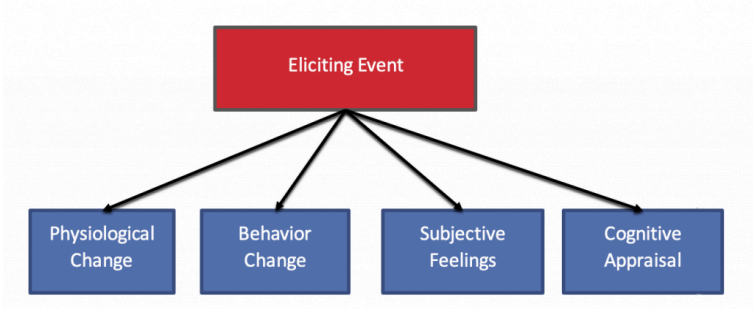 Eliciting Event
Physiological
Change
Behavior
Change
Subjective
Feelings
Cognitive
Appraisal